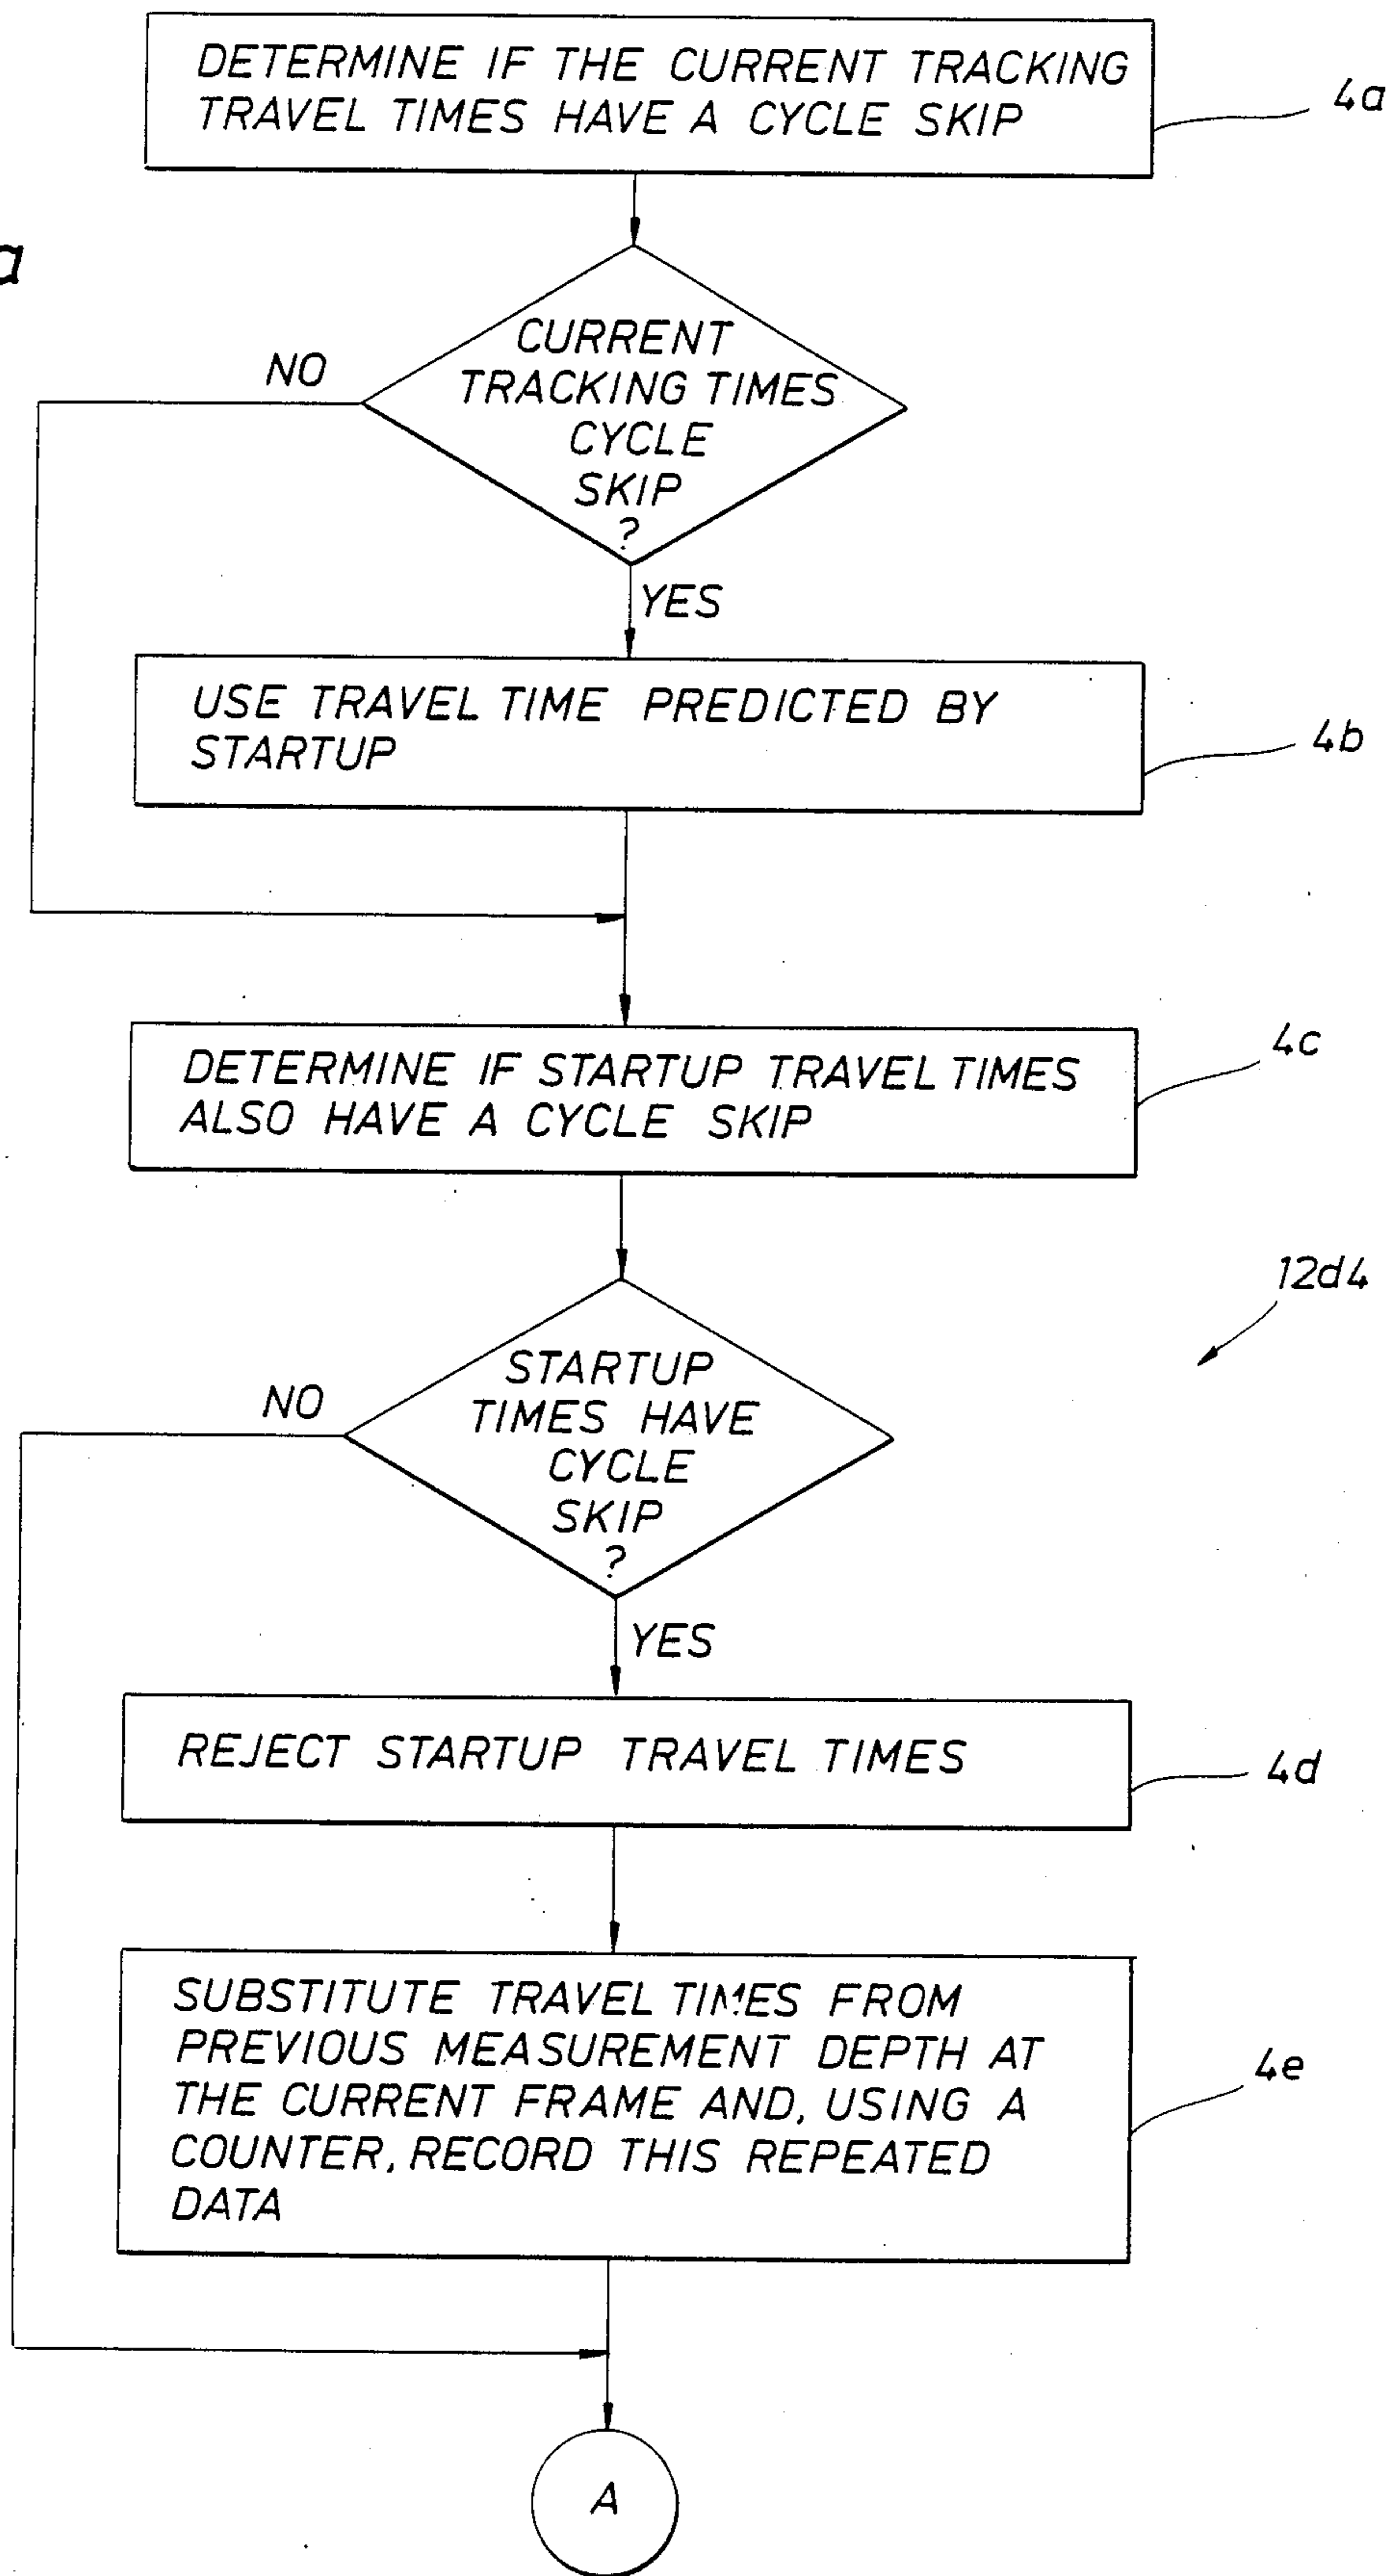 DETERMINE IF THE CURRENT TRACKING
TRAVEL TIMES HAVE A CYCLE SKIP
4a
a
CURRENT
TRACKING TIMES
CYCLE
SKIP
?
NO
YES
USE TRAVEL TIME PREDICTED BY
STARTUP
4b
DETERMINE IF STARTUP TRAVEL TIMES
ALSO HAVE A CYCLE SKIP
4c
12d4
STARTUP
TIMES HAVE
CYCLE
SKIP
?
NO
YES
REJECT STARTUP TRAVEL TIMES
4d
SUBSTITUTE TRAVEL TIMES FROM
PREVIOUS MEASUREMENT DEPTH AT
THE CURRENT FRAME AND, USING A
COUNTER, RECORD THIS REPEATED
DATA
4e
A